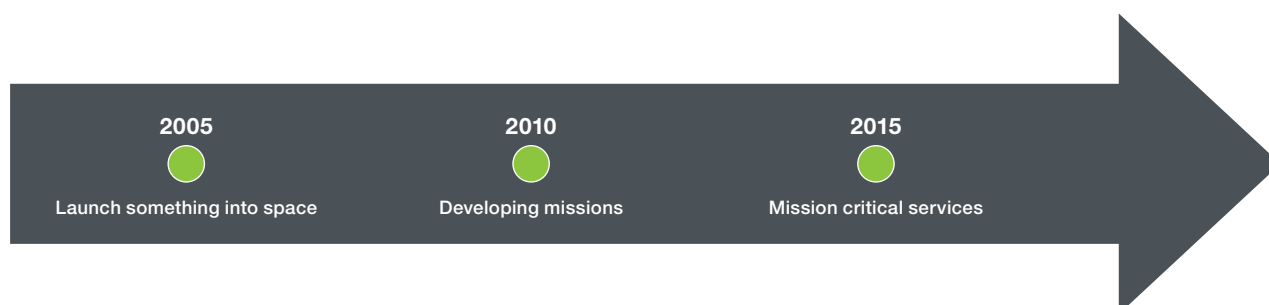 2005
2010
2015
Launch something into space
Developing missions
Mission critical services